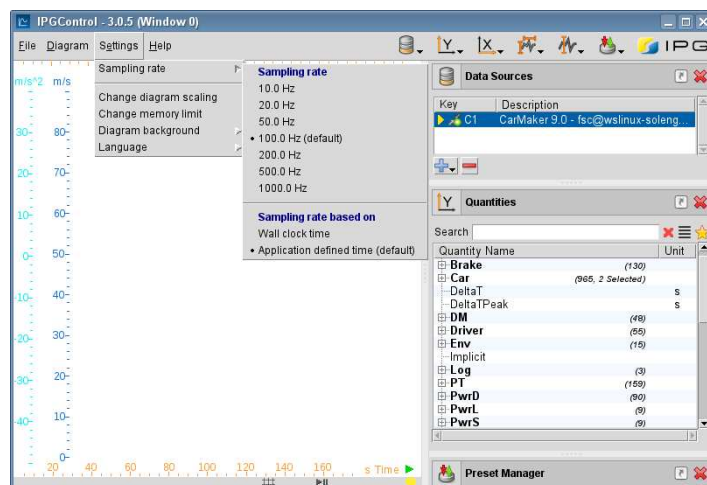 IPGControl - 3.0.5 (Window 0)
File Diagram Settings Help
IPG
m/s^2 m/s
Sampling rate
Change diagram scaling
Change memory limit
Diagram background
Language
Sampling rate
10.0 Hz
20.0 Hz
50.0 Hz
• 100.0 Hz (default)
200.0 Hz
500.0 Hz
1000.0 Hz
Sampling rate based on
Wall clock time
• Application defined time (default)
30- 80-
20- 70-
10- 60-
0- 50-
-10- 40-
-20- 30-
-30- 20-
-40- 10-
0-
20 40 60 80 100 120 140 160 s Time
Data Sources
Key Description
C1 CarMaker 9.0 - fsc@wslinux-soleng...
Quantities
Search
Quantity Name Unit
Brake (130)
Car (965, 2 Selected)
DeltaT s
DeltaTPeak s
DM (48)
Driver (55)
Env (15)
Implicit
Log (3)
PT (159)
PwrD (90)
PwrL (9)
PwrS (9)
Preset Manager